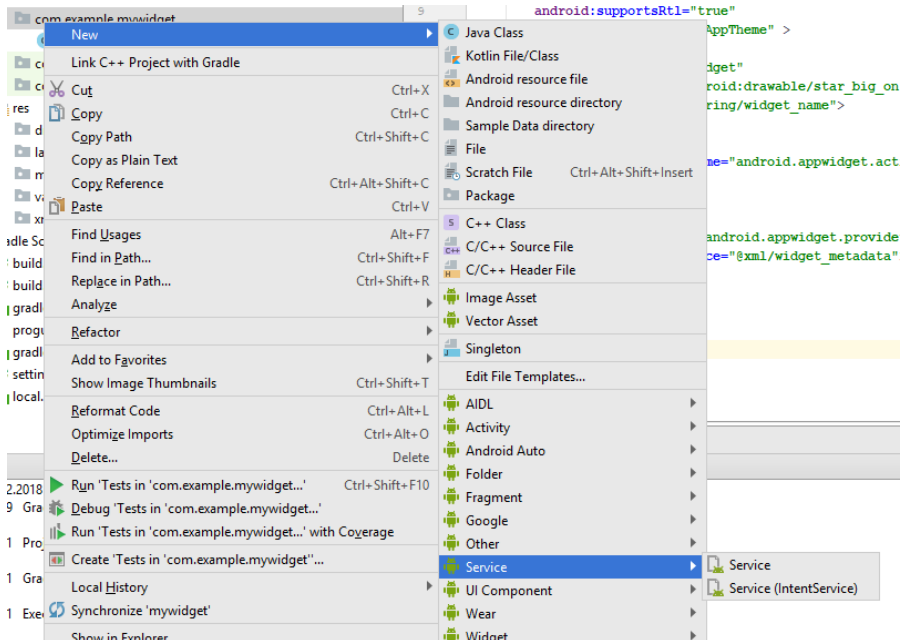 com.example.mywidget
9
android:supportsRtl="true"
AppTheme" >
dget"
roid:drawable/star_big_on
ring/widget_name">
me="android.appwidget.act
android.appwidget.provide
ce="@xml/widget_metadata"
res
adle Sc
build
build
gradl
progu
gradl
settin
local.
2.2018
9 Gra
1 Proj
1 Gra
1 Exec
New
Link C++ Project with Gradle
Cut Ctrl+X
Copy Ctrl+C
Copy Path Ctrl+Shift+C
Copy as Plain Text
Copy Reference Ctrl+Alt+Shift+C
Paste Ctrl+V
Find Usages Alt+F7
Find in Path... Ctrl+Shift+F
Replace in Path... Ctrl+Shift+R
Analyze
Refactor
Add to Favorites
Show Image Thumbnails Ctrl+Shift+T
Reformat Code Ctrl+Alt+L
Optimize Imports Ctrl+Alt+O
Delete... Delete
Run 'Tests in 'com.example.mywidget...' Ctrl+Shift+F10
Debug 'Tests in 'com.example.mywidget...'
Run 'Tests in 'com.example.mywidget...' with Coverage
Create 'Tests in 'com.example.mywidget''...
Local History
Synchronize 'mywidget'
Show in Explorer
Java Class
Kotlin File/Class
Android resource file
Android resource directory
Sample Data directory
File
Scratch File Ctrl+Alt+Shift+Insert
Package
C++ Class
C/C++ Source File
C/C++ Header File
Image Asset
Vector Asset
Singleton
Edit File Templates...
AIDL
Activity
Android Auto
Folder
Fragment
Google
Other
Service
UI Component
Wear
Widget
Service
Service (IntentService)